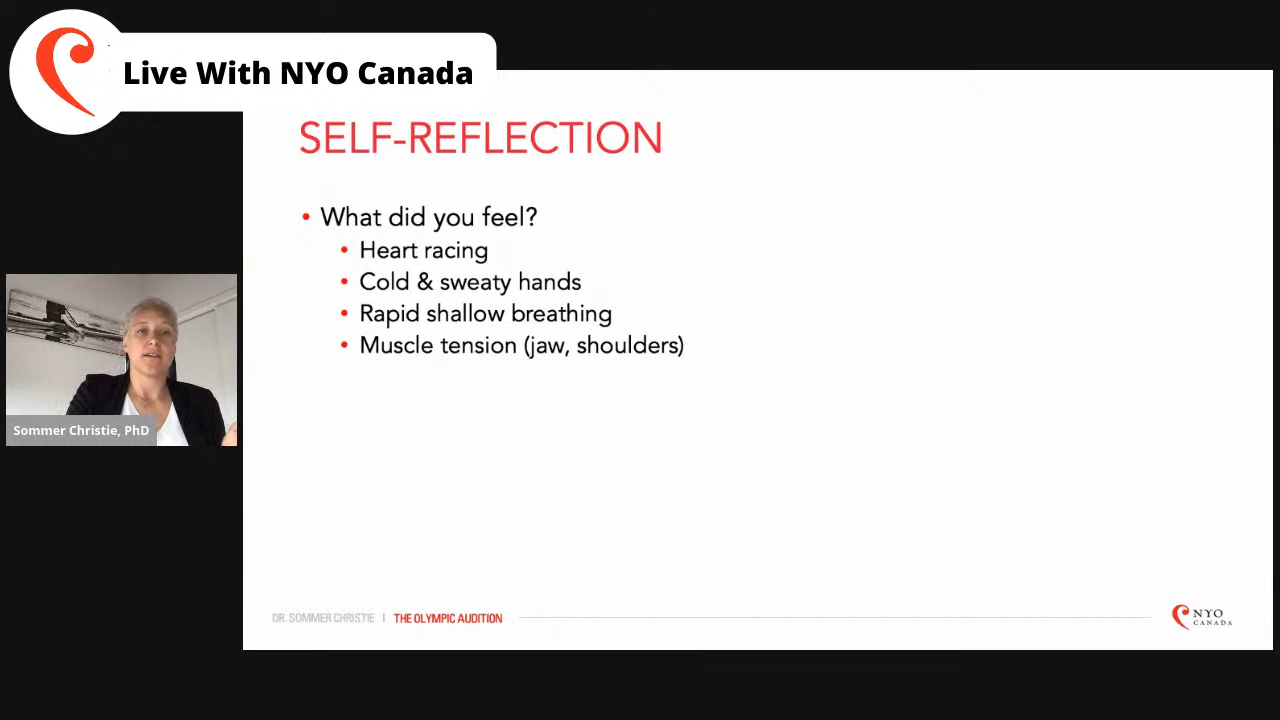 Live With NYO Canada
SELF-REFLECTION
• What did you feel?
• Heart racing
• Cold & sweaty hands
• Rapid shallow breathing
• Muscle tension (jaw, shoulders)
Sommer Christie, PhD
DR. SOMMER CHRISTIE | THE OLYMPIC AUDITION
NYO
CANADA